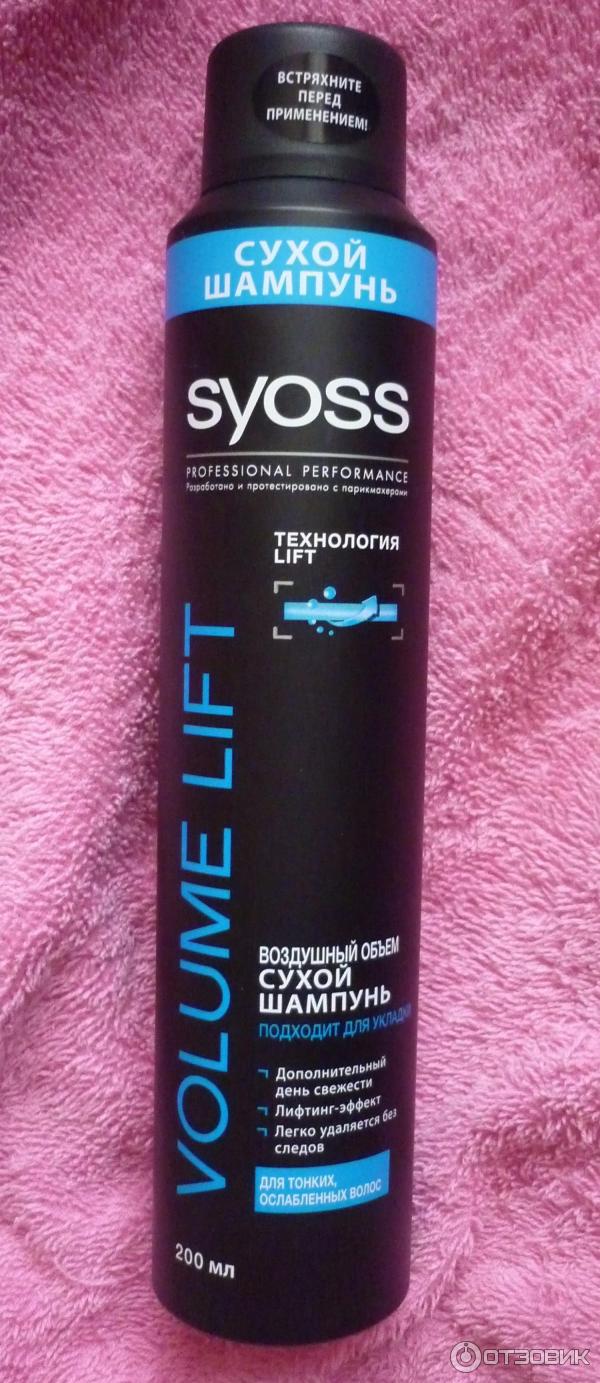 ВСТРЯХНИТЕ
ПЕРЕД
ПРИМЕНЕНИЕМ!
СУХОЙ
ШАМПУНЬ
syoss
PROFESSIONAL PERFORMANCE
Разработано и протестировано с парикмахерами
ТЕХНОЛОГИЯ
LIFT
VOLUME LIFT
ВОЗДУШНЫЙ ОБЪЕМ
СУХОЙ
ШАМПУНЬ
ПОДХОДИТ ДЛЯ УКЛАДКИ
Дополнительный
день свежести
Лифтинг-эффект
Легко удаляется без
следов
ДЛЯ ТОНКИХ,
ОСЛАБЛЕННЫХ ВОЛОС
200 мл
ОТЗОВИК